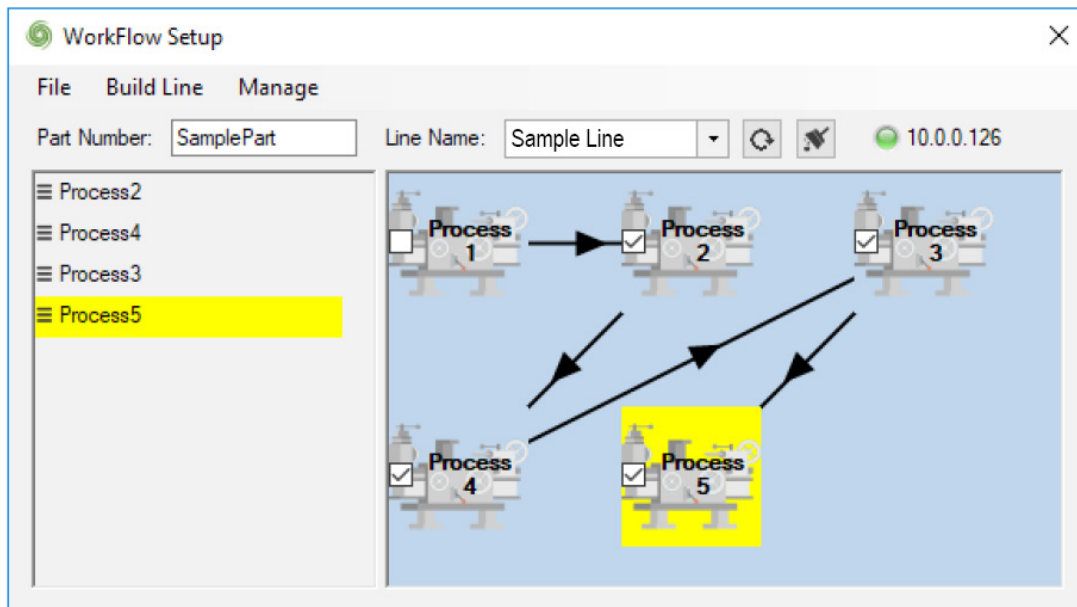 WorkFlow Setup
File Build Line Manage
Part Number: SamplePart Line Name: Sample Line 10.0.0.126
Process2
Process4
Process3
Process5
Process
1
Process
2
Process
3
Process
4
Process
5